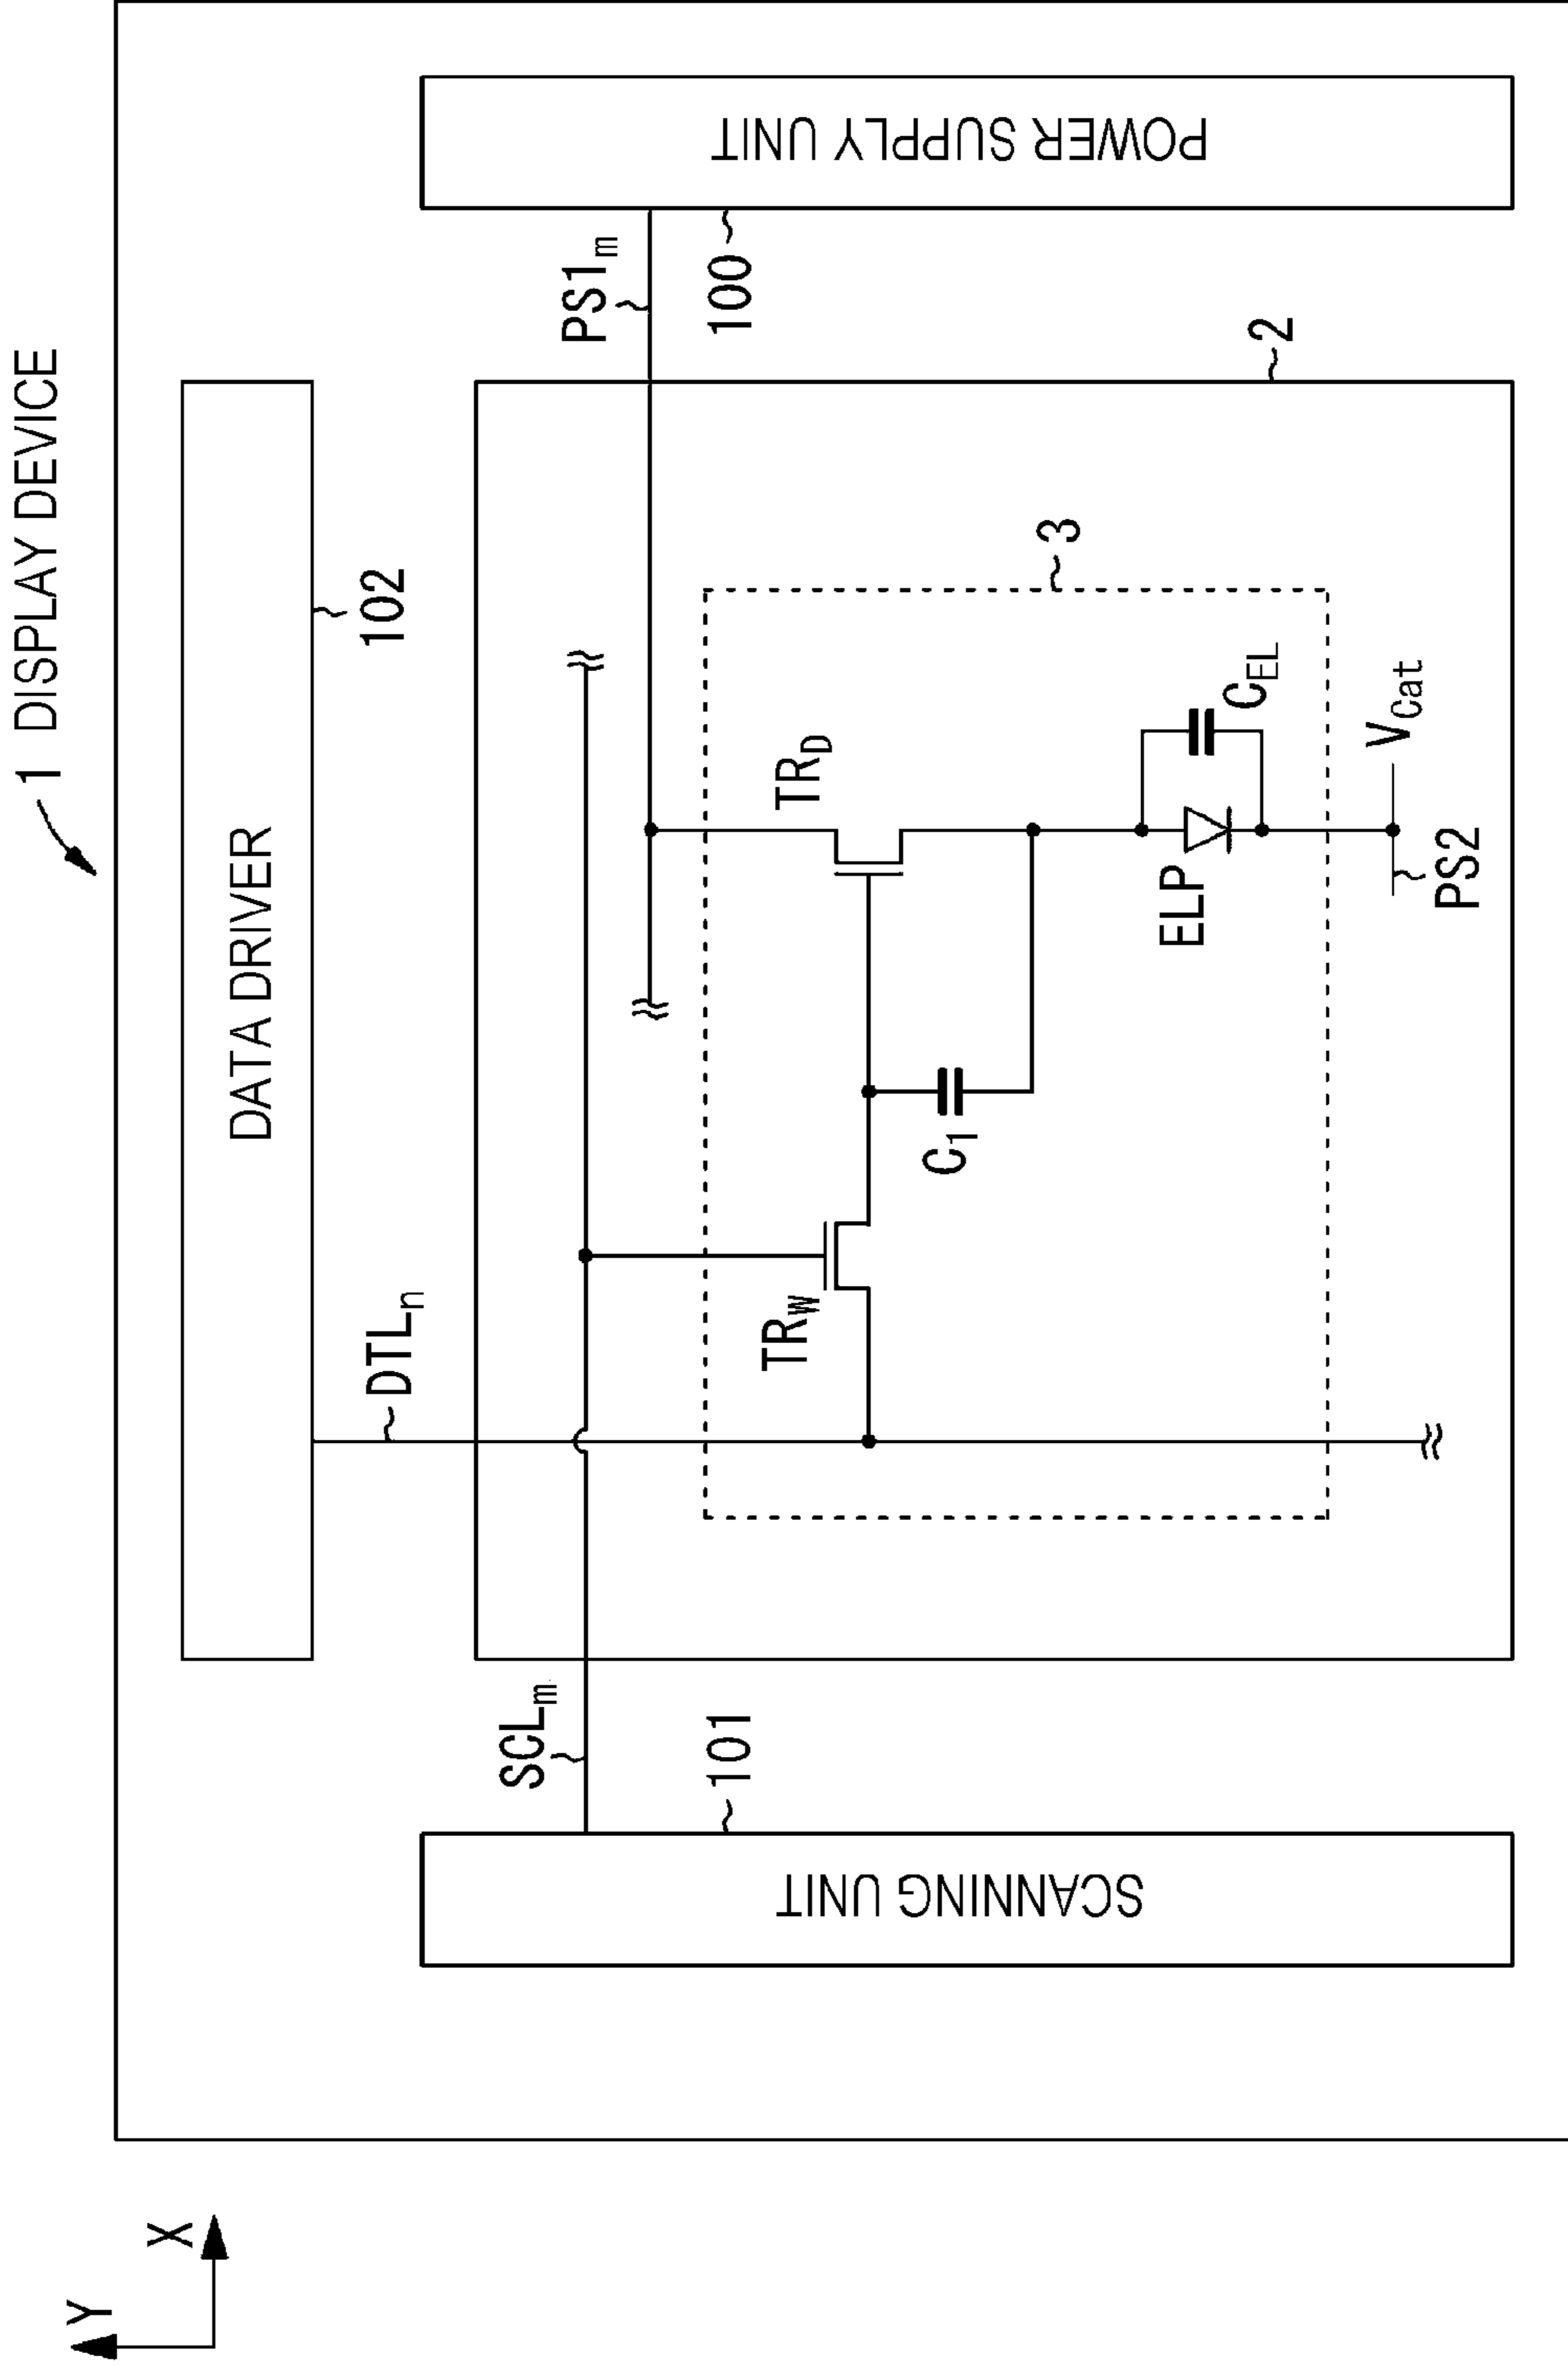 1 DISPLAY DEVICE
DATA DRIVER
102
DTLn
SCLm
PS1m
SCANNING UNIT
101
POWER SUPPLY UNIT
100
2
3
TRW
TRD
C1
ELP
CEL
VCat
PS2
Y
X